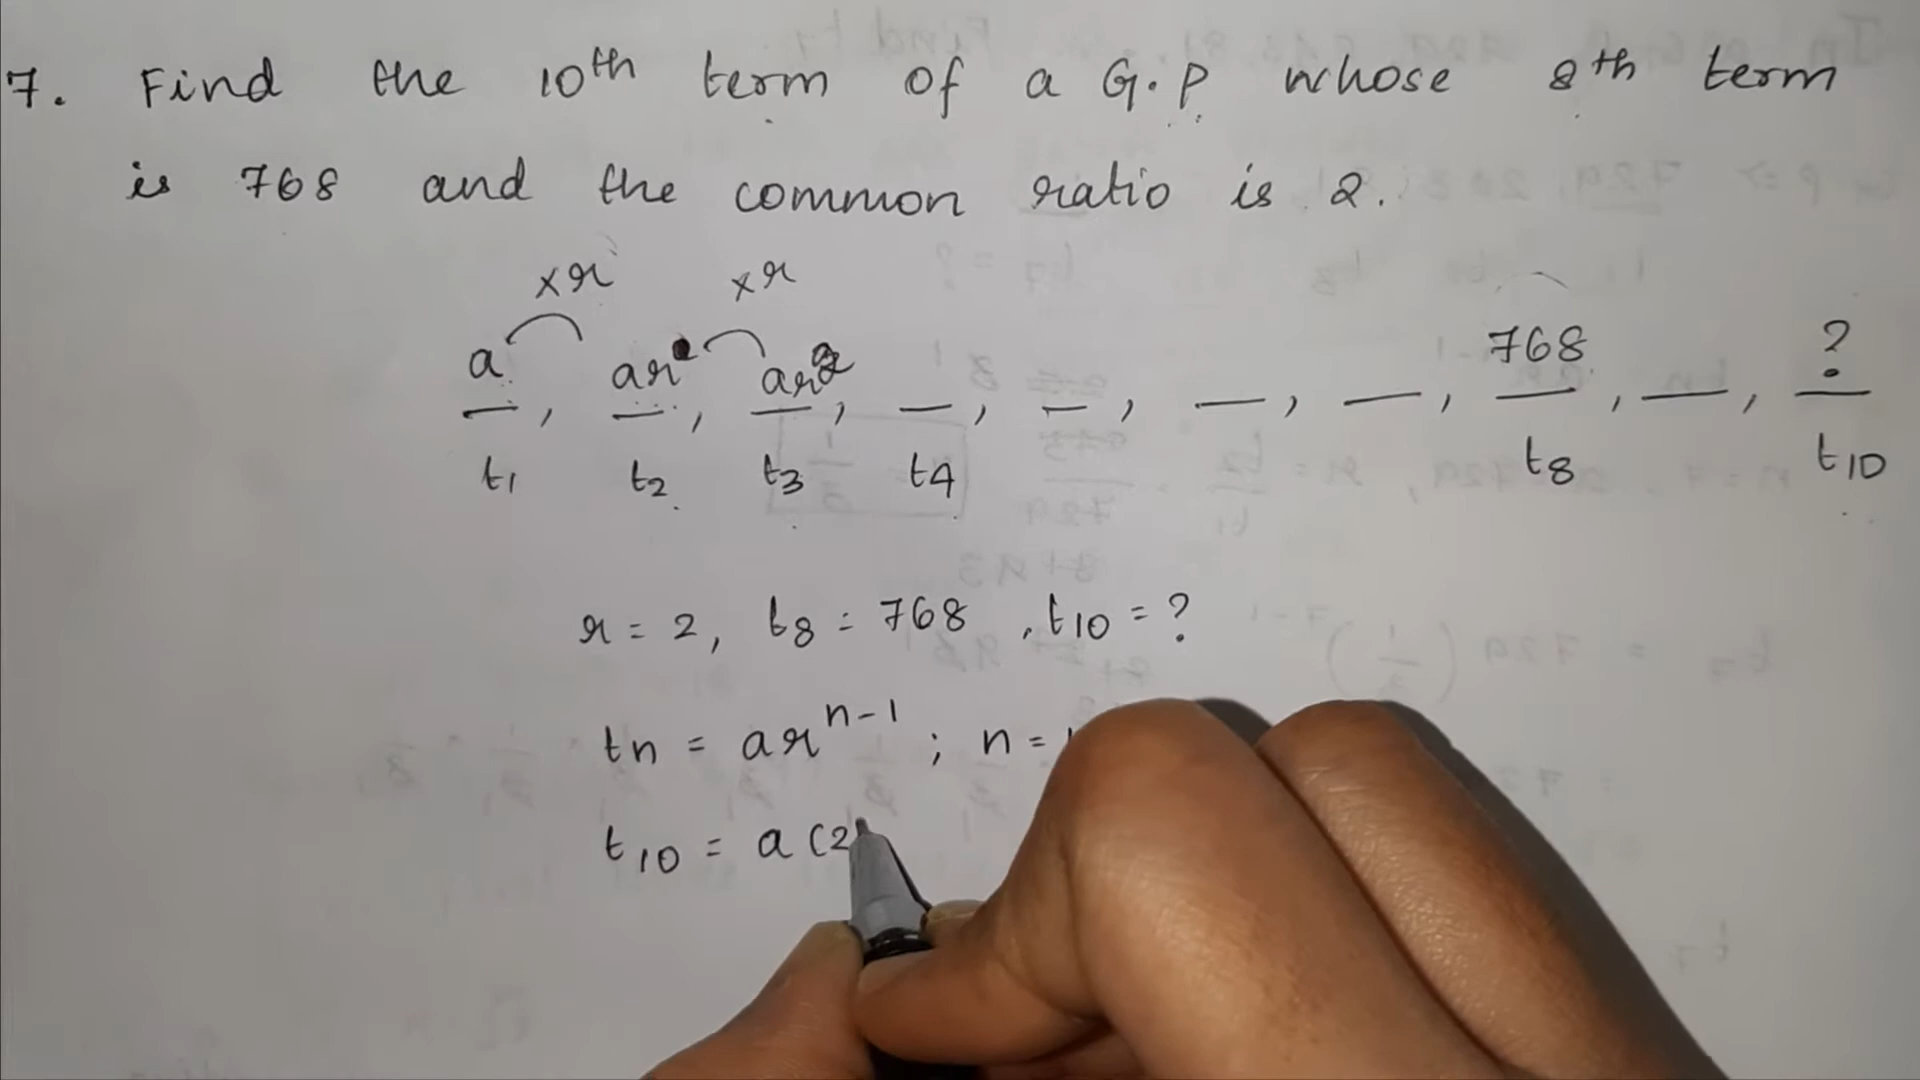 7. Find the 10th term of a G.P whose 8th term
is 768 and the common ratio is 2.
×r ×r
a, ar, ar2, —, —, —, —, 768, —, ?
t1 t2 t3 t4 t8 t10
r = 2, t8 = 768, t10 = ?
tn = ar^n-1 ; n =
t10 = a (2